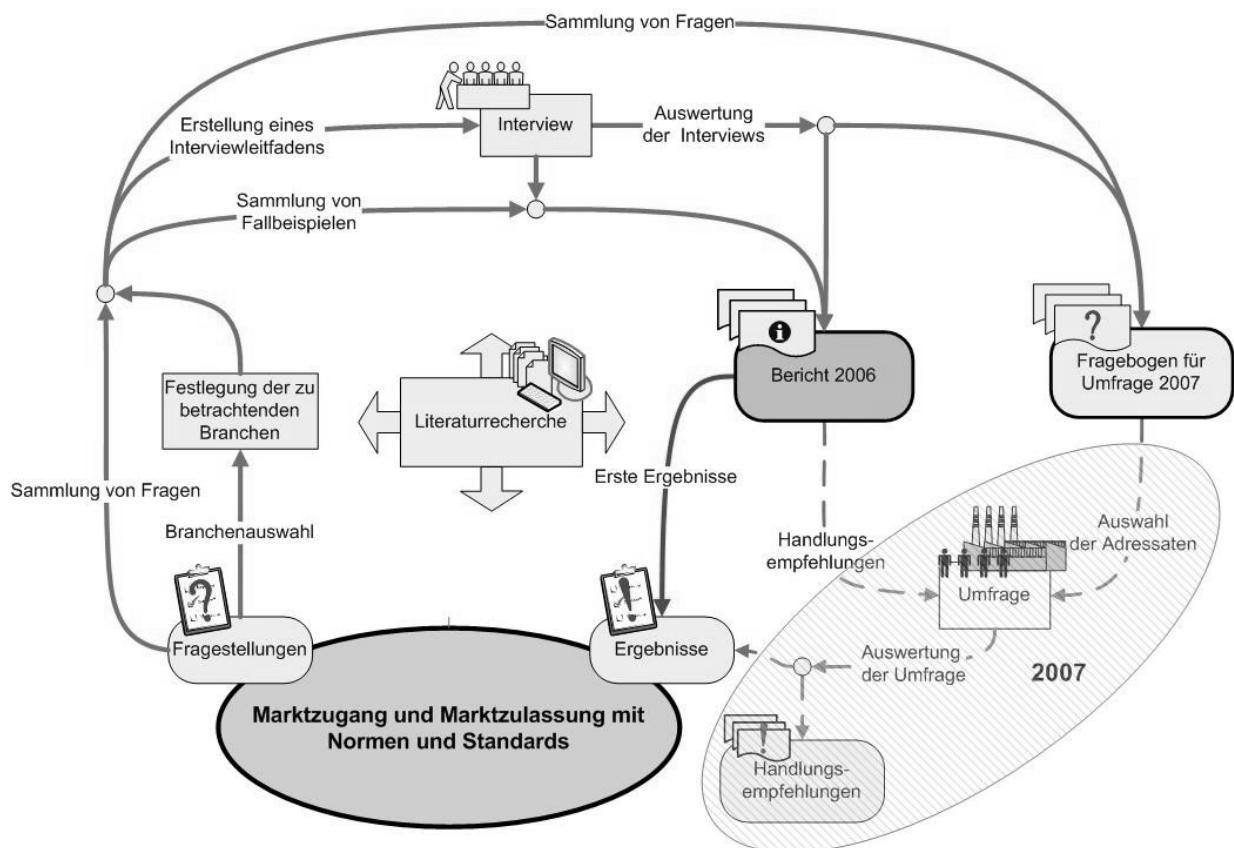 Sammlung von Fragen
Erstellung eines
Interviewleitfadens
Interview
Auswertung
der Interviews
Sammlung von
Fallbeispielen
Festlegung der zu
betrachtenden
Branchen
Literaturrecherche
Bericht 2006
Fragebogen für
Umfrage 2007
Sammlung von Fragen
Branchenauswahl
Erste Ergebnisse
Handlungs-
empfehlungen
Auswahl
der Adressaten
Umfrage
Fragestellungen
Ergebnisse
Auswertung
der Umfrage
2007
Marktzugang und Marktzulassung mit
Normen und Standards
Handlungs-
empfehlungen